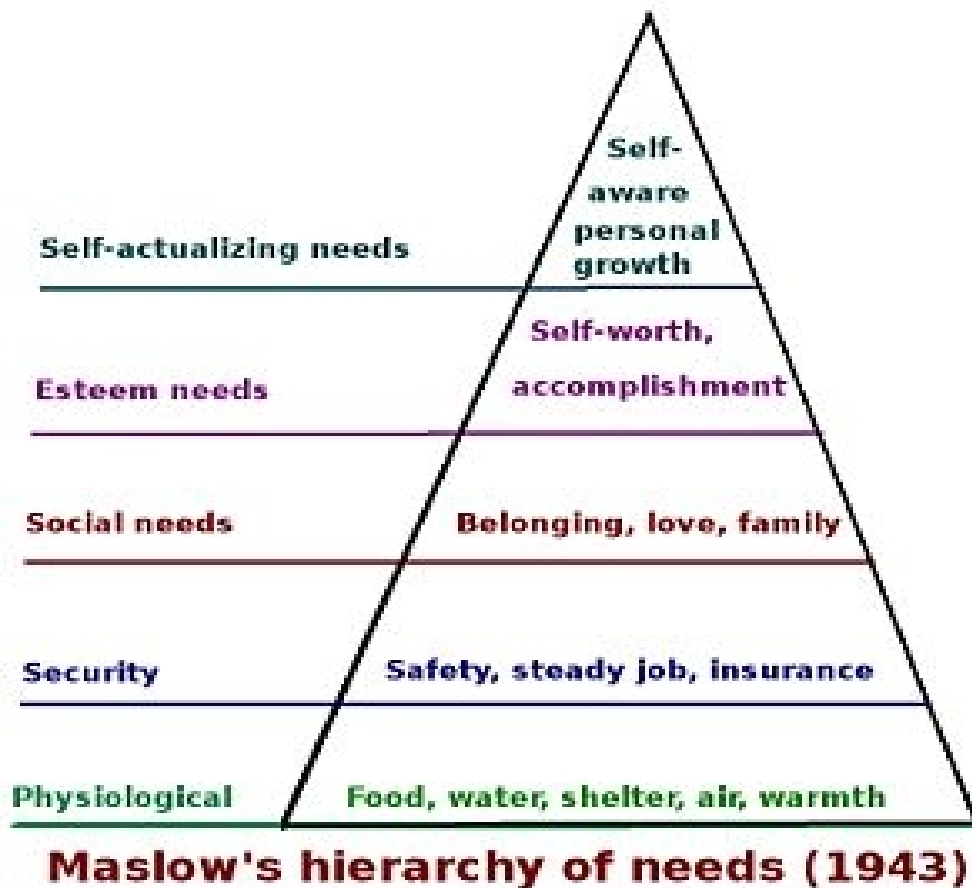 Self-
aware
personal
Self-actualizing needs
growth
Self-worth,
Esteem needs
accomplishment
Social needs
Belonging, love, family
Security
Safety, steady job, insurance
Physiological
Food, water, shelter, air, warmth
Maslow's hierarchy of needs (1943)